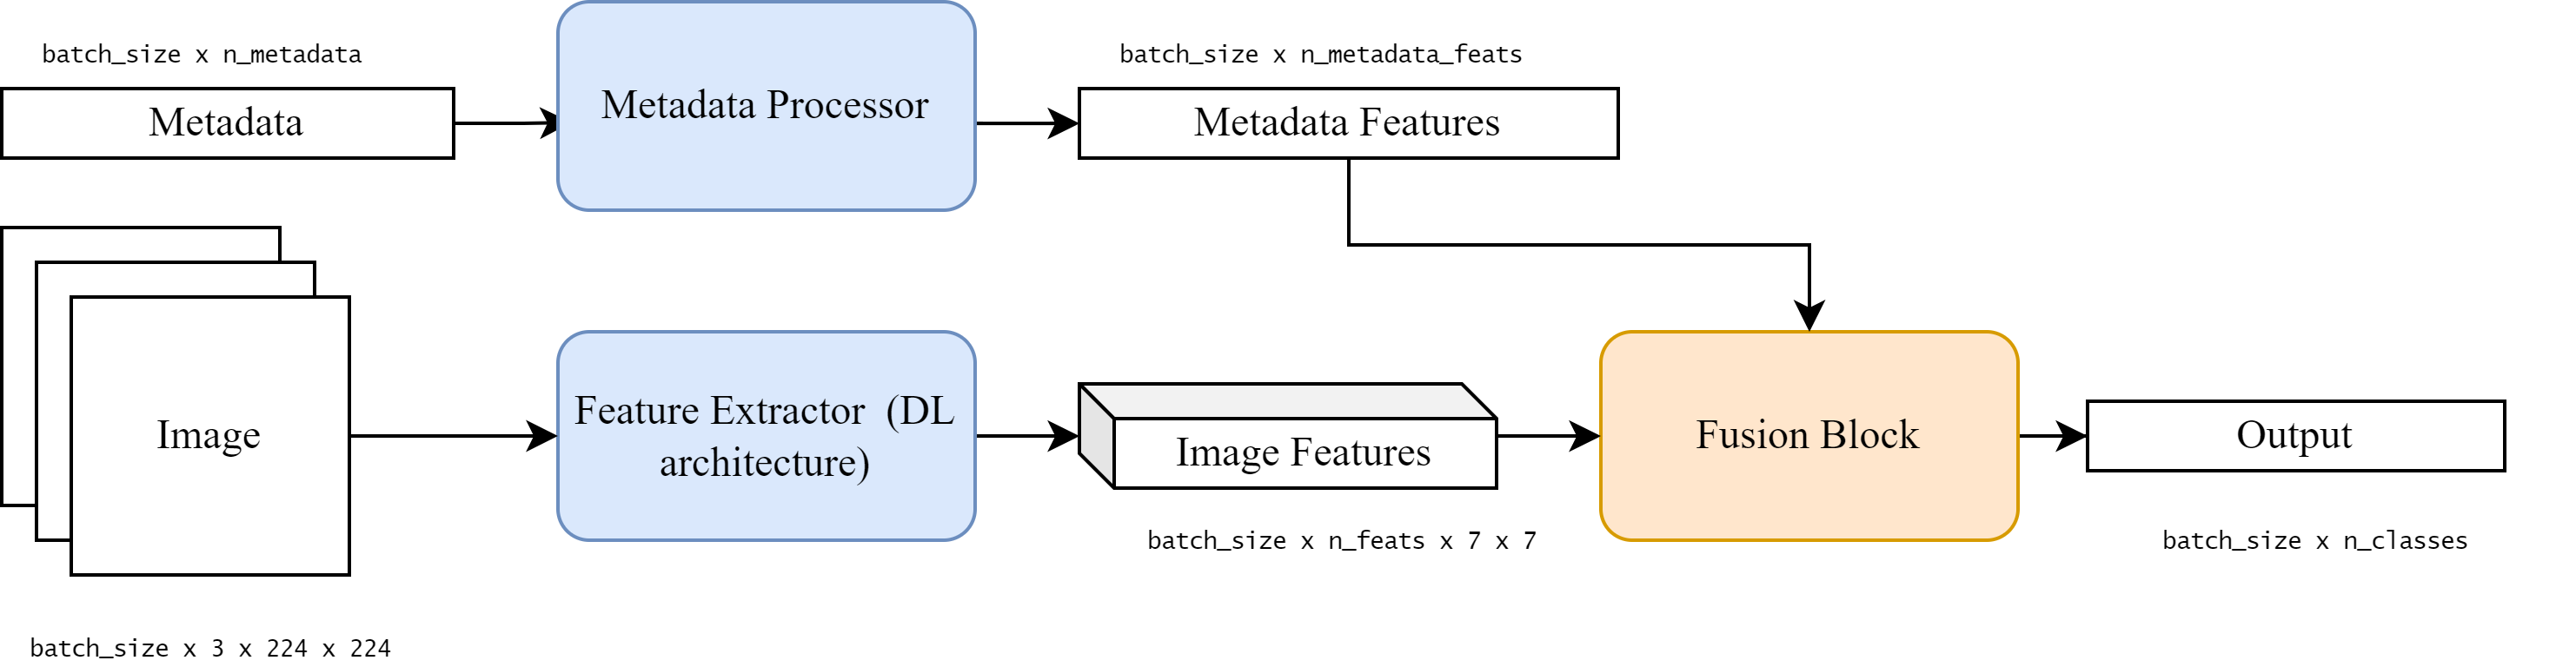 batch_size x n_metadata
Metadata
Metadata Processor
batch_size x n_metadata_feats
Metadata Features
Image
batch_size x 3 x 224 x 224
Feature Extractor (DL
architecture)
Image Features
batch_size x n_feats x 7 x 7
Fusion Block
Output
batch_size x n_classes